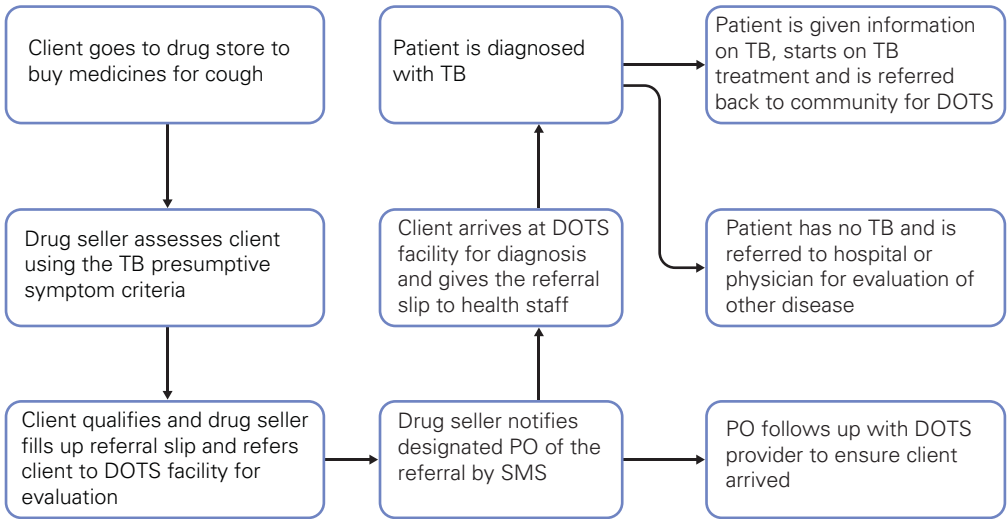 Client goes to drug store to
buy medicines for cough
Drug seller assesses client
using the TB presumptive
symptom criteria
Client qualifies and drug seller
fills up referral slip and refers
client to DOTS facility for
evaluation
Drug seller notifies
designated PO of the
referral by SMS
PO follows up with DOTS
provider to ensure client
arrived
Client arrives at DOTS
facility for diagnosis
and gives the referral
slip to health staff
Patient is diagnosed
with TB
Patient is given information
on TB, starts on TB
treatment and is referred
back to community for DOTS
Patient has no TB and is
referred to hospital or
physician for evaluation of
other disease